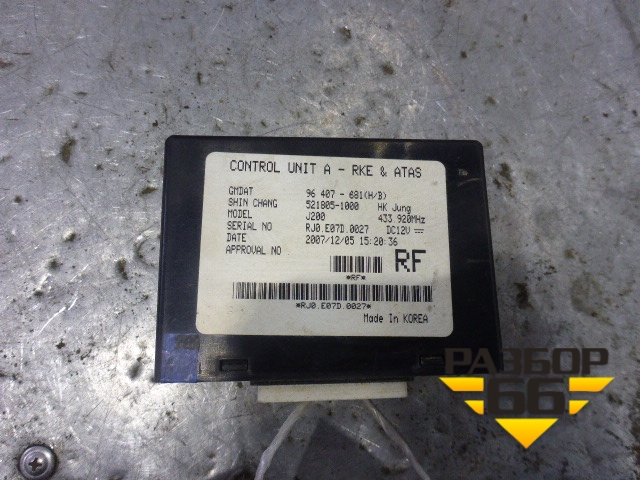 CONTROL UNIT A - RKE & ATAS
GMDAT 96 407 - 681(H/B)
SHIN CHANG 521805-1000 HK Jung
MODEL J200 433.920MHz
SERIAL NO RJ0.E07D.0027 DC12V
DATE 2007/12/05 15:20:36
APPROVAL NO
RF
*RF*
*RJ0.E07D.0027*
Made In KOREA
РАЗБОР
66